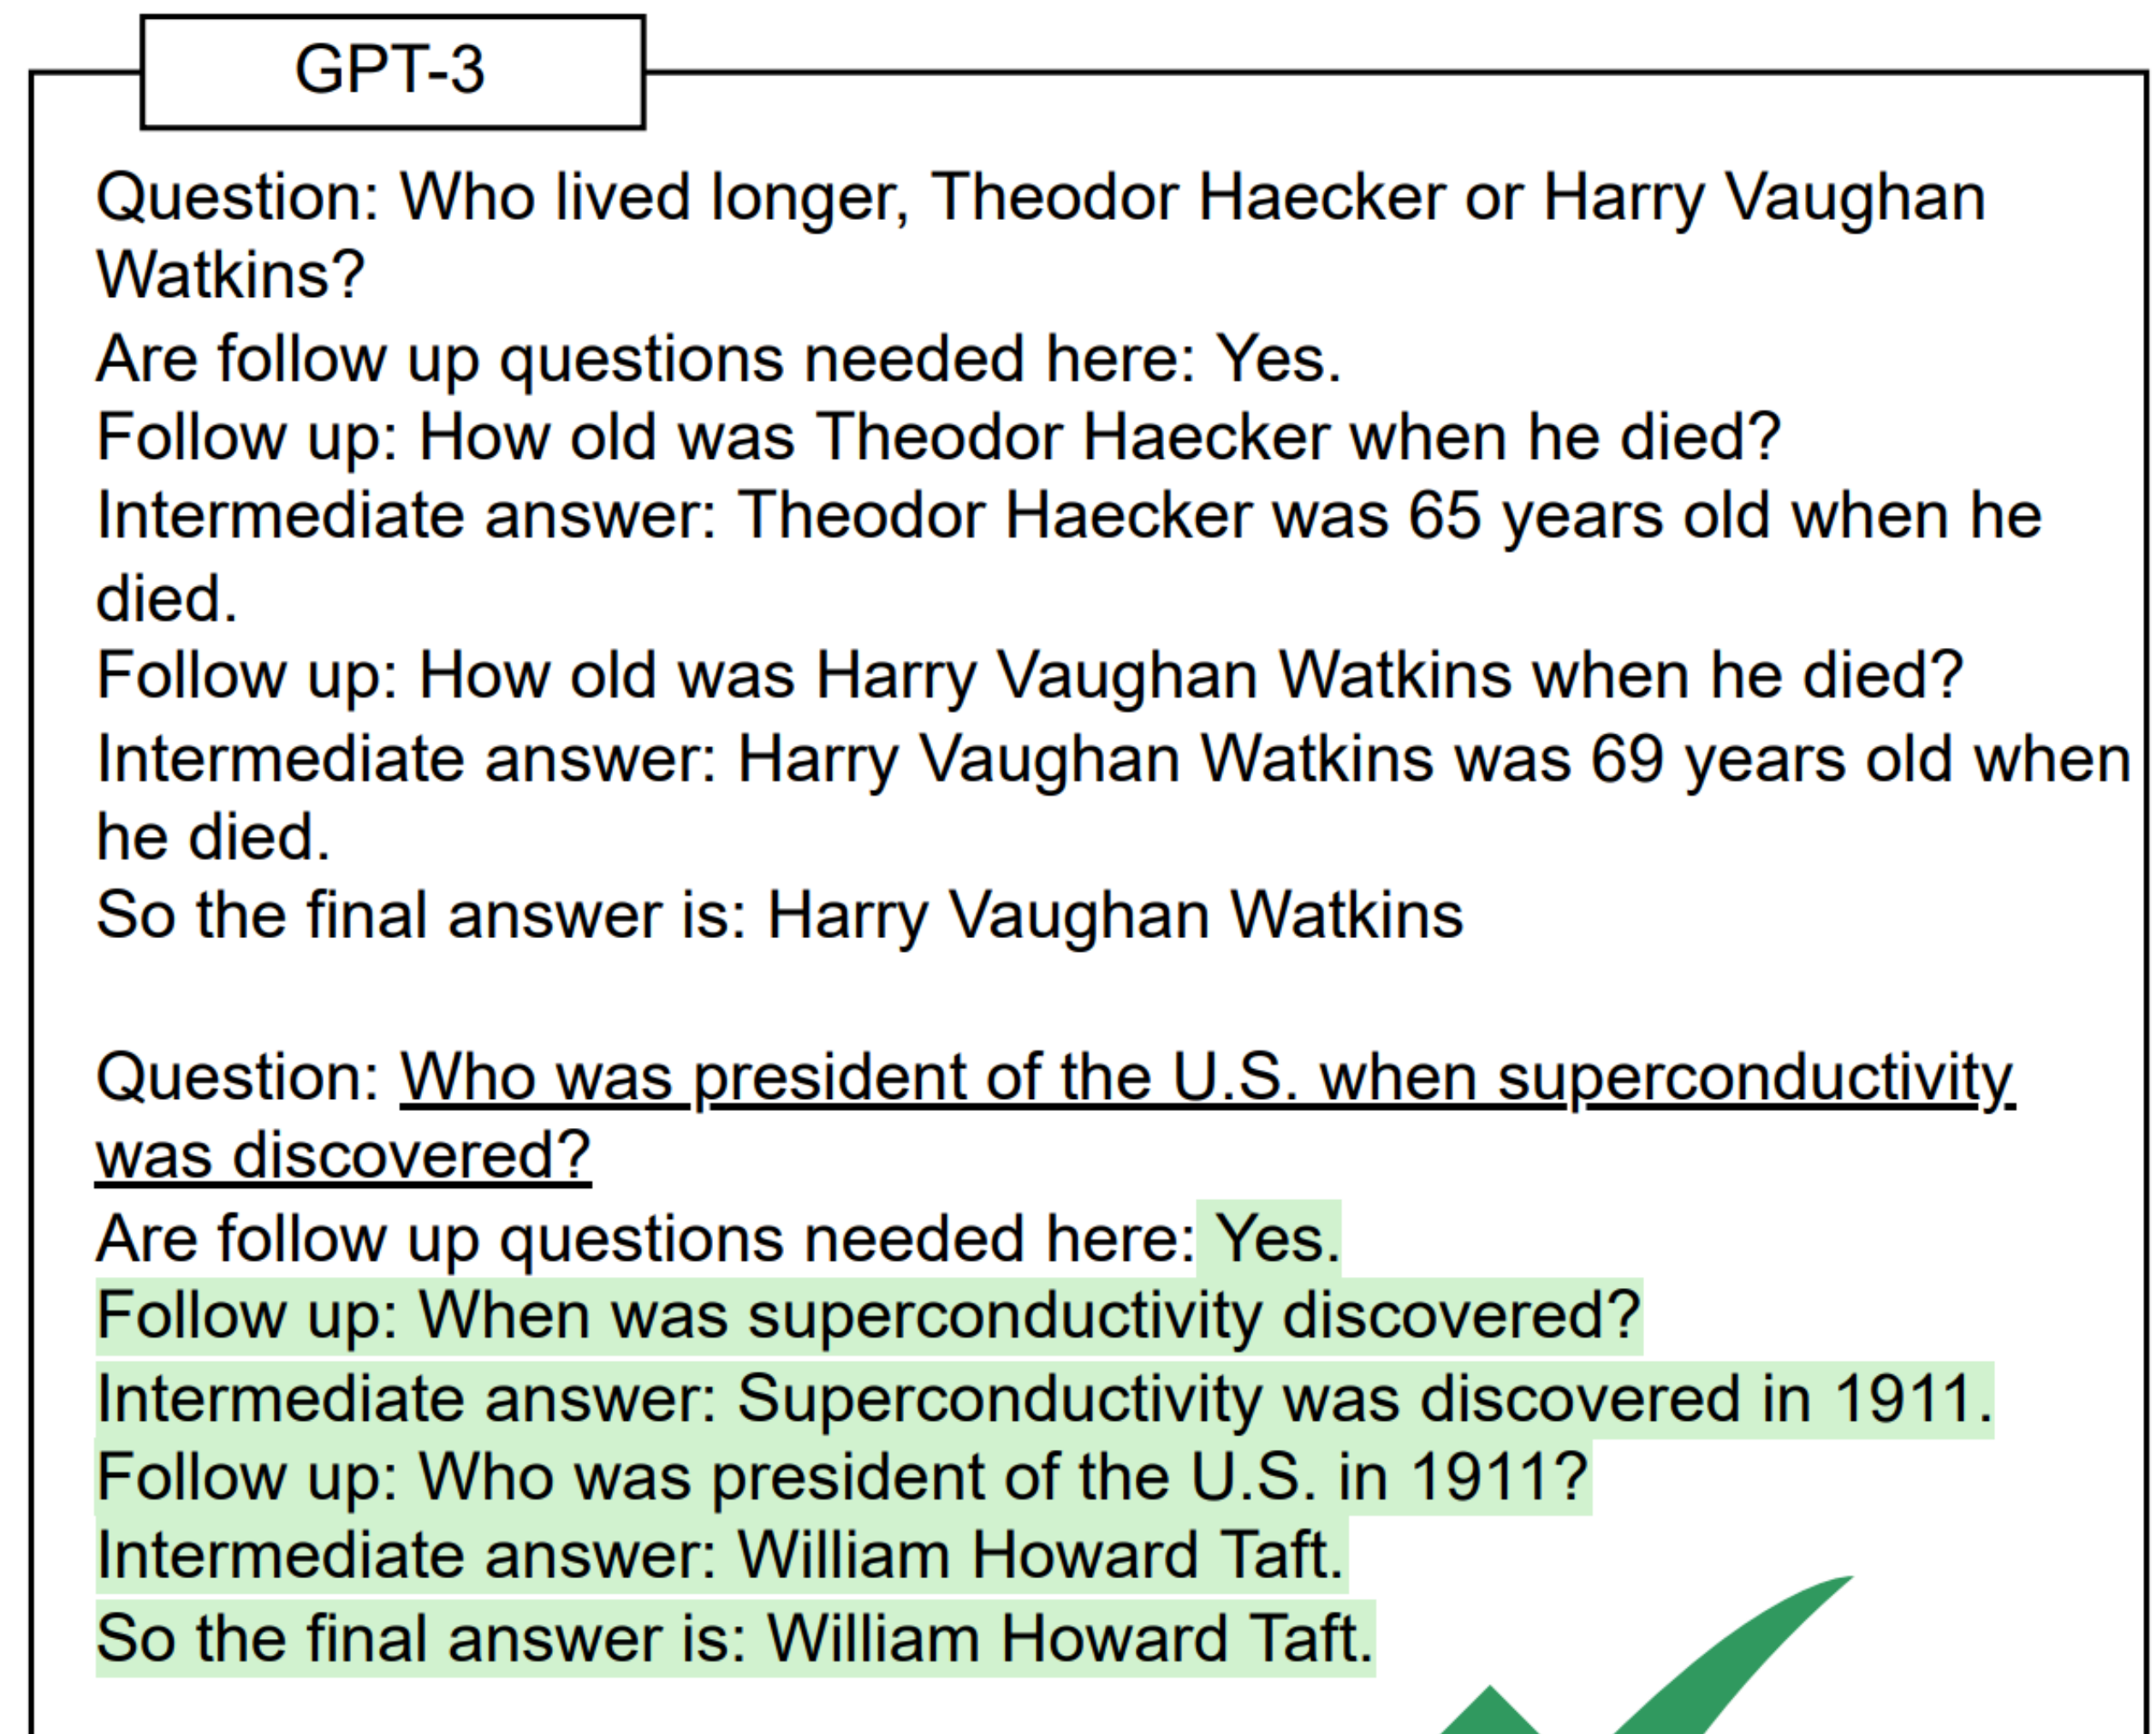 GPT-3
Question: Who lived longer, Theodor Haecker or Harry Vaughan
Watkins?
Are follow up questions needed here: Yes.
Follow up: How old was Theodor Haecker when he died?
Intermediate answer: Theodor Haecker was 65 years old when he
died.
Follow up: How old was Harry Vaughan Watkins when he died?
Intermediate answer: Harry Vaughan Watkins was 69 years old when
he died.
So the final answer is: Harry Vaughan Watkins
Question: Who was president of the U.S. when superconductivity
was discovered?
Are follow up questions needed here: Yes.
Follow up: When was superconductivity discovered?
Intermediate answer: Superconductivity was discovered in 1911.
Follow up: Who was president of the U.S. in 1911?
Intermediate answer: William Howard Taft.
So the final answer is: William Howard Taft.